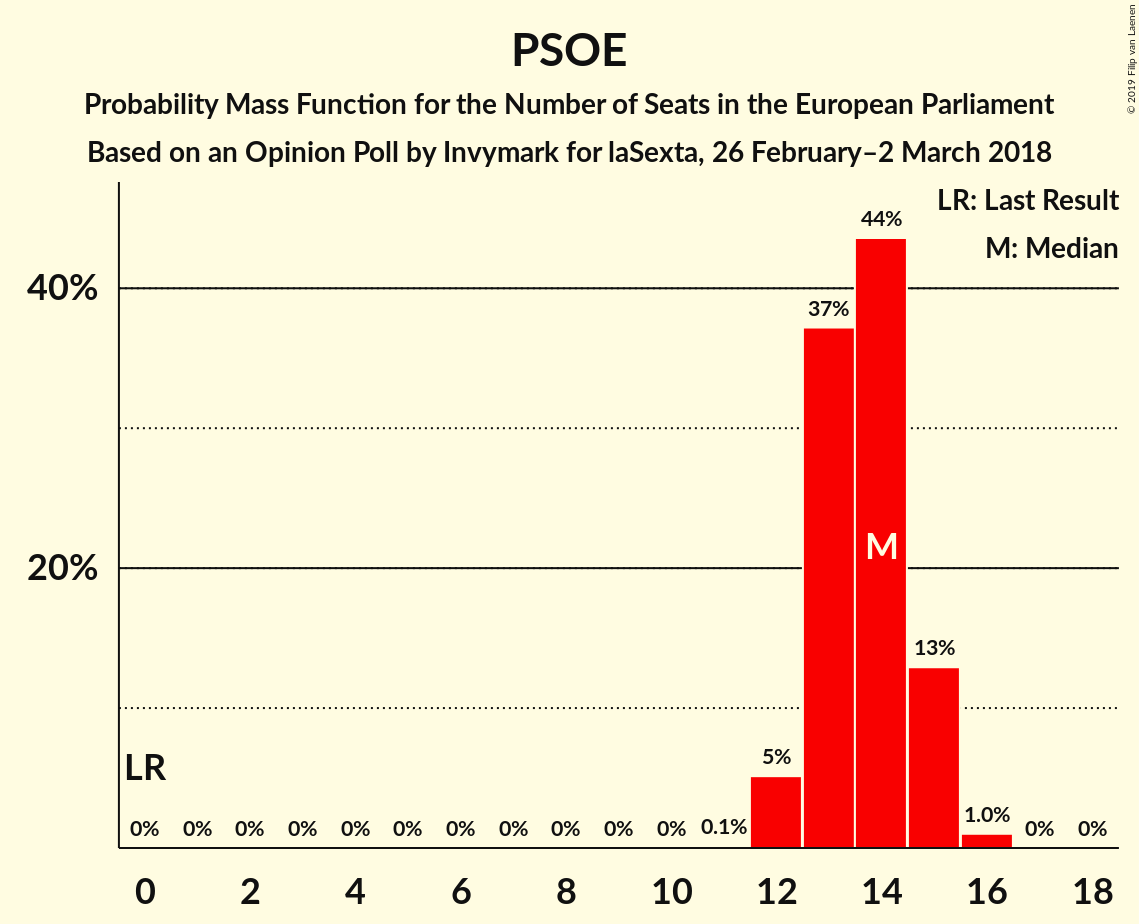 PSOE
Probability Mass Function for the Number of Seats in the European Parliament
Based on an Opinion Poll by Invymark for laSexta, 26 February–2 March 2018
© 2019 Filip van Laenen
LR: Last Result
M: Median
40%
20%
44%
37%
M
13%
LR
5%
0% 0% 0% 0% 0% 0% 0% 0% 0% 0% 0% 0.1% 1.0% 0% 0%
0 2 4 6 8 10 12 14 16 18